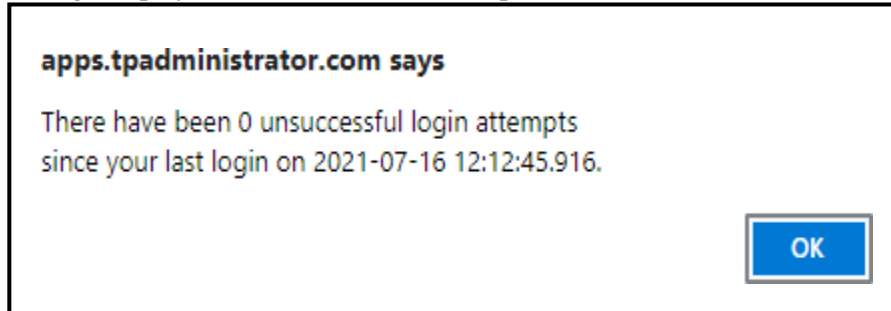 apps.tpadministrator.com says
There have been 0 unsuccessful login attempts
since your last login on 2021-07-16 12:12:45.916.
OK